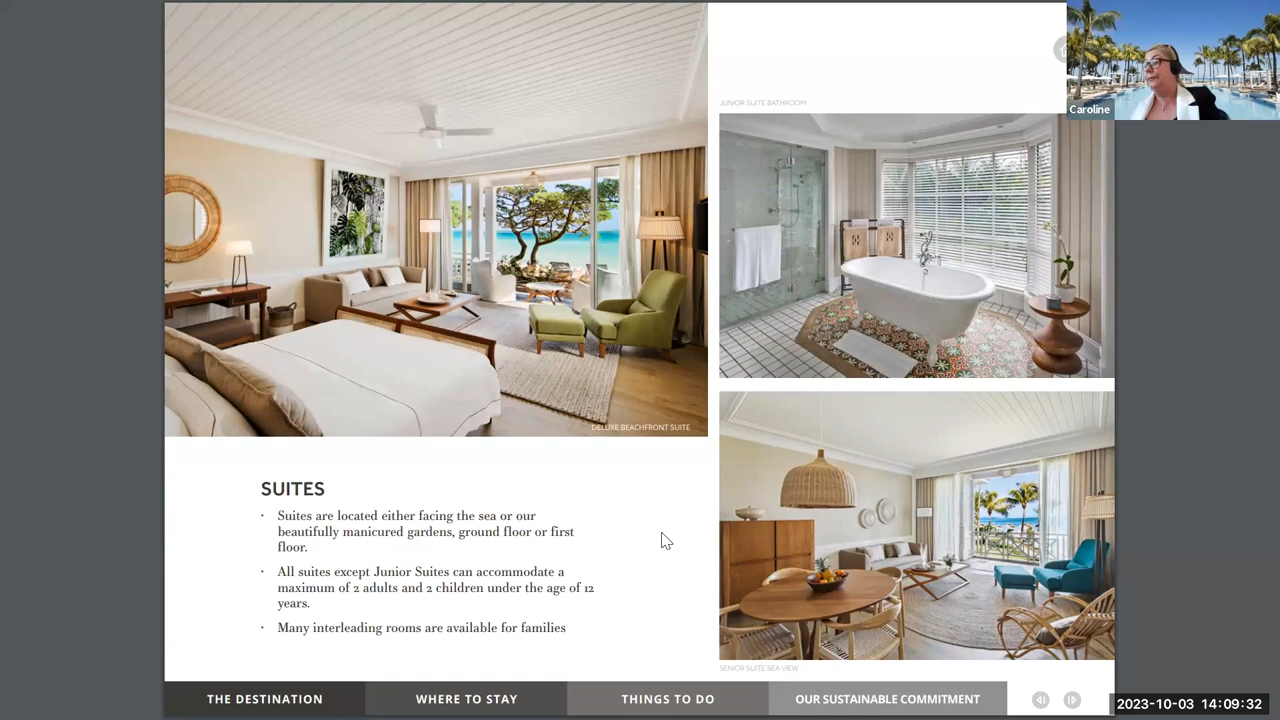 JUNIOR SUITE BATHROOM
Caroline
DELUXE BEACHFRONT SUITE
SUITES
· Suites are located either facing the sea or our
beautifully manicured gardens, ground floor or first
floor.
· All suites except Junior Suites can accommodate a
maximum of 2 adults and 2 children under the age of 12
years.
· Many interleading rooms are available for families
SENIOR SUITE SEA VIEW
THE DESTINATION
WHERE TO STAY
THINGS TO DO
OUR SUSTAINABLE COMMITMENT
2023-10-03 14:09:32